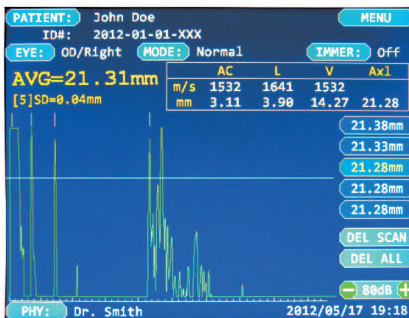 PATIENT: John Doe MENU
ID#: 2012-01-01-XXX
EYE: OD/Right MODE: Normal IMMER: Off
AVG=21.31mm
[5]SD=0.04mm
AC L V Axl
m/s 1532 1641 1532
mm 3.11 3.90 14.27 21.28
21.38mm
21.33mm
21.28mm
21.28mm
21.28mm
DEL SCAN
DEL ALL
80dB
PHY: Dr. Smith 2012/05/17 19:18